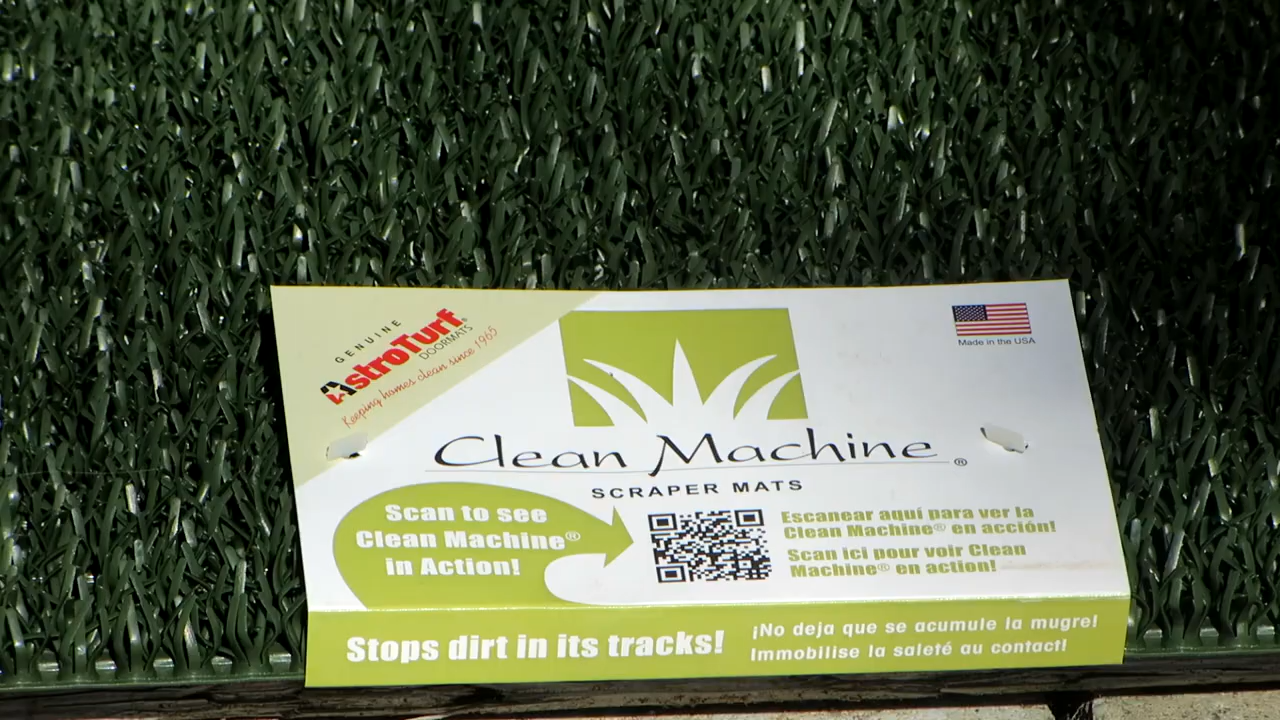 GENUINE
AstroTurf®
DOORMATS
Keeping homes clean since 1965
Made in the USA
Clean Machine®
SCRAPER MATS
Scan to see
Clean Machine®
in Action!
Escanear aquí para ver la
Clean Machine® en acción!
Scan ici pour voir Clean
Machine® en action!
Stops dirt in its tracks!
¡No deja que se acumule la mugre!
Immobilise la saleté au contact!